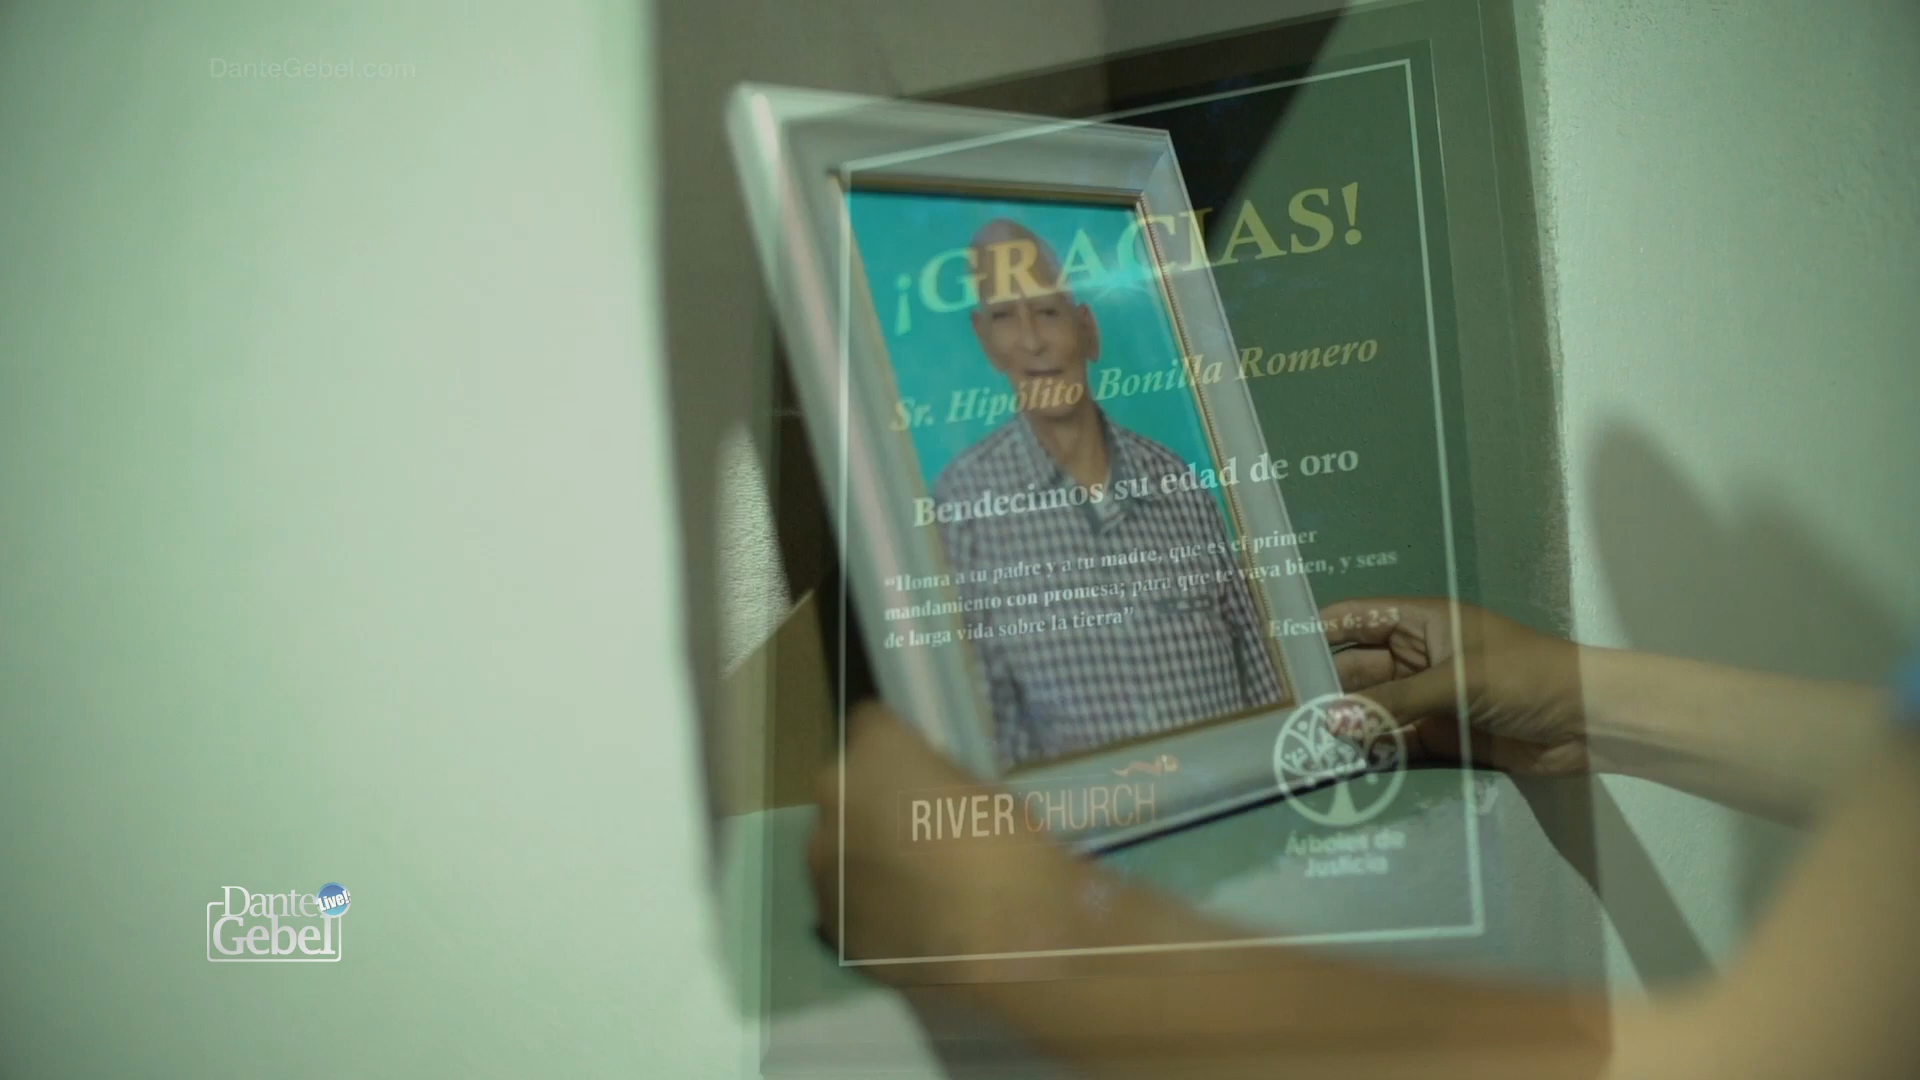 DanteGebel.com
¡GRACIAS!
Sr. Hipólito Bonilla Romero
Bendecimos su edad de oro
“Honra a tu padre y a tu madre, que es el primer
mandamiento con promesa; para que te vaya bien, y seas
de larga vida sobre la tierra”
Efesios 6: 2-3
RIVER CHURCH
Árboles de
Justicia
Dante Live!
Gebel